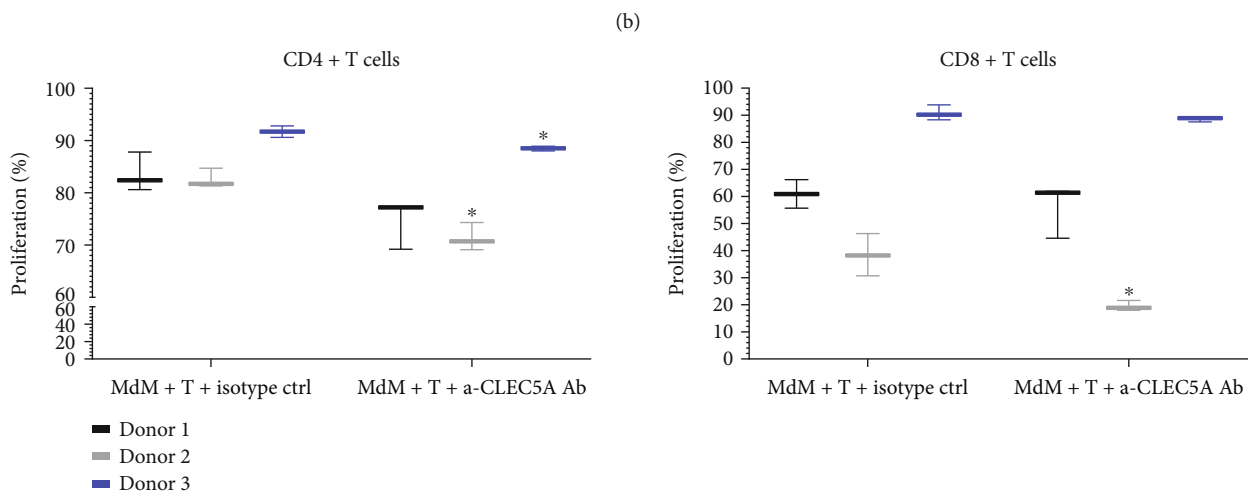 (b)
CD4 + T cells
Proliferation (%)
100
90
80
70
60
60
40
20
0
*
*
MdM + T + isotype ctrl
MdM + T + a-CLEC5A Ab
CD8 + T cells
Proliferation (%)
100
90
80
70
60
50
40
30
20
10
0
*
MdM + T + isotype ctrl
MdM + T + a-CLEC5A Ab
Donor 1
Donor 2
Donor 3